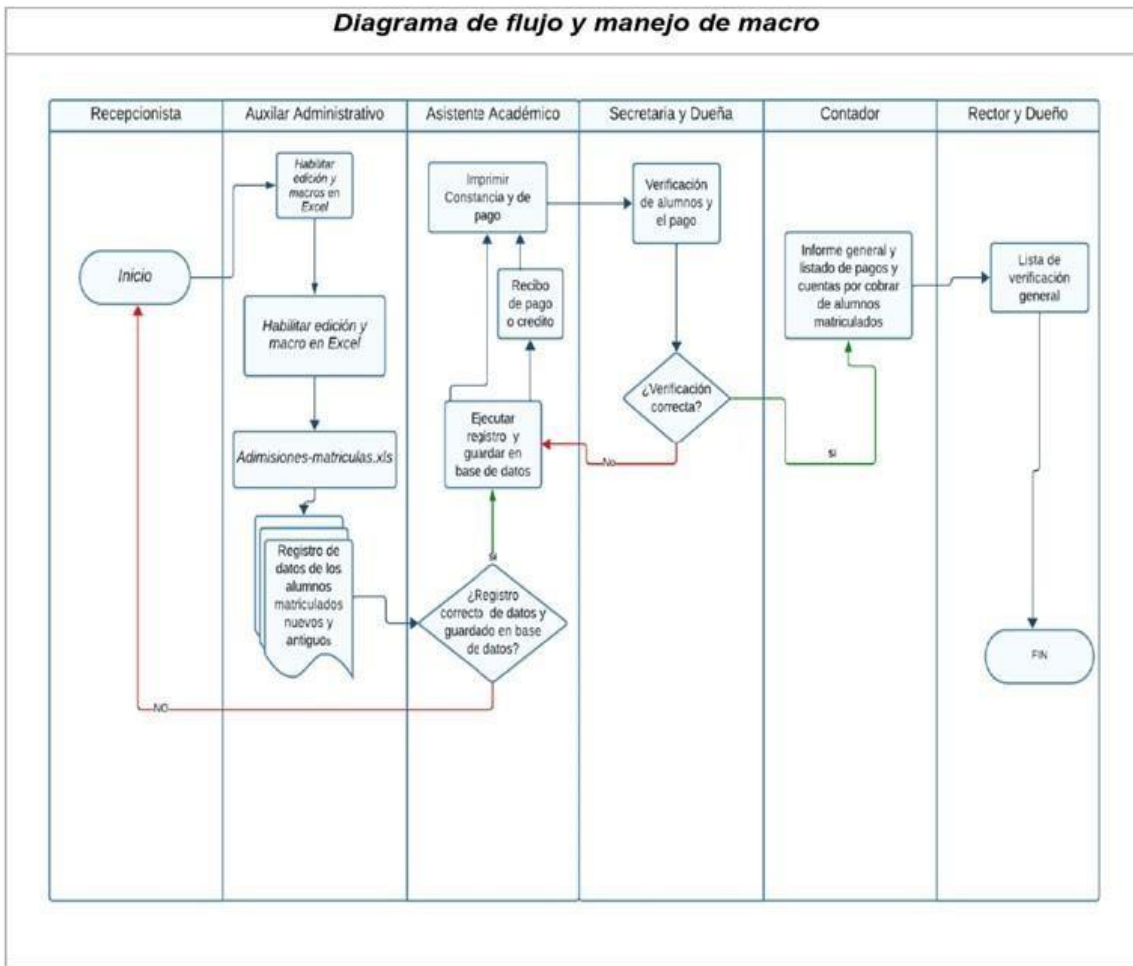 Diagrama de flujo y manejo de macro
Recepcionista
Auxilar Administrativo
Asistente Académico
Secretaria y Dueña
Contador
Rector y Dueño
Inicio
Habilitar
edición y
macros en
Excel
Habilitar edición y
macro en Excel
Adimisiones-matriculas.xls
Registro de
datos de los
alumnos
matriculados
nuevos y
antiguos
Imprimir
Constancia y de
pago
Recibo
de pago
o credito
Ejecutar
registro y
guardar en
base de datos
si
¿Registro
correcto de datos y
guardado en base
de datos?
NO
Verificación
de alumnos y
el pago
¿Verificación
correcta?
No
si
Informe general y
listado de pagos y
cuentas por cobrar
de alumnos
matriculados
Lista de
verificación
general
FIN